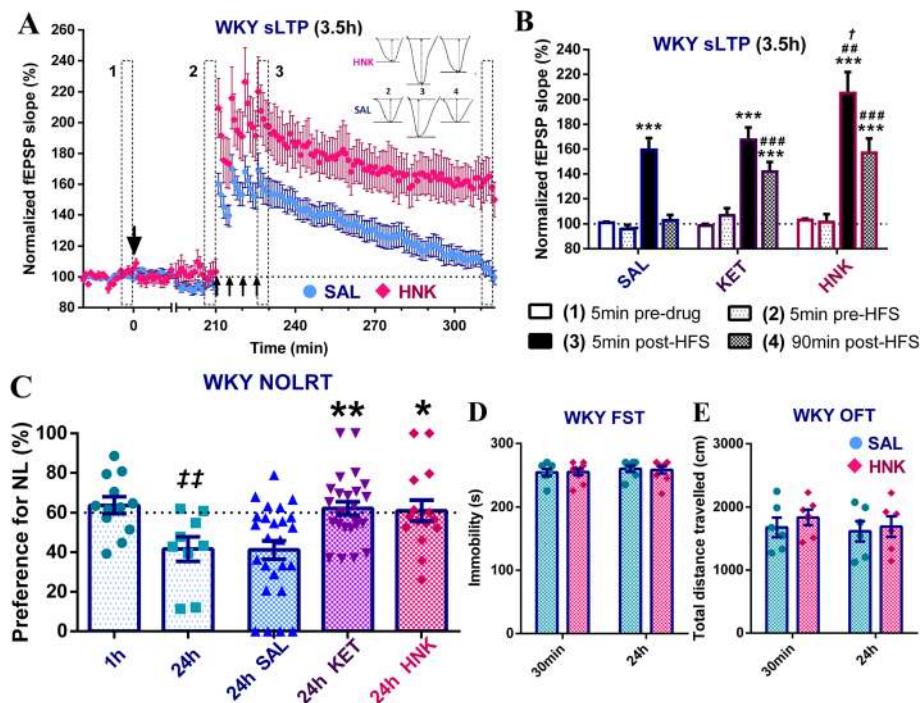 A
WKY sLTP (3.5h)
Normalized fEPSP slope (%)
260
240
220
200
180
160
140
120
100
80
1
2
3
HNK
SAL
2
3
4
SAL
HNK
0
210
240
270
300
Time (min)
B
WKY sLTP (3.5h)
Normalized fEPSP slope (%)
240
220
200
180
160
140
120
100
80
***
###
***
***
†
##
***
###
***
SAL
KET
HNK
(1) 5min pre-drug
(2) 5min pre-HFS
(3) 5min post-HFS
(4) 90min post-HFS
C
WKY NOLRT
Preference for NL (%)
100
80
60
40
20
0
‡‡
**
*
1h
24h
24h SAL
24h KET
24h HNK
D
WKY FST
Immobility (s)
300
200
100
0
30min
24h
E
WKY OFT
SAL
HNK
Total distance travelled (cm)
3000
2000
1000
0
30min
24h